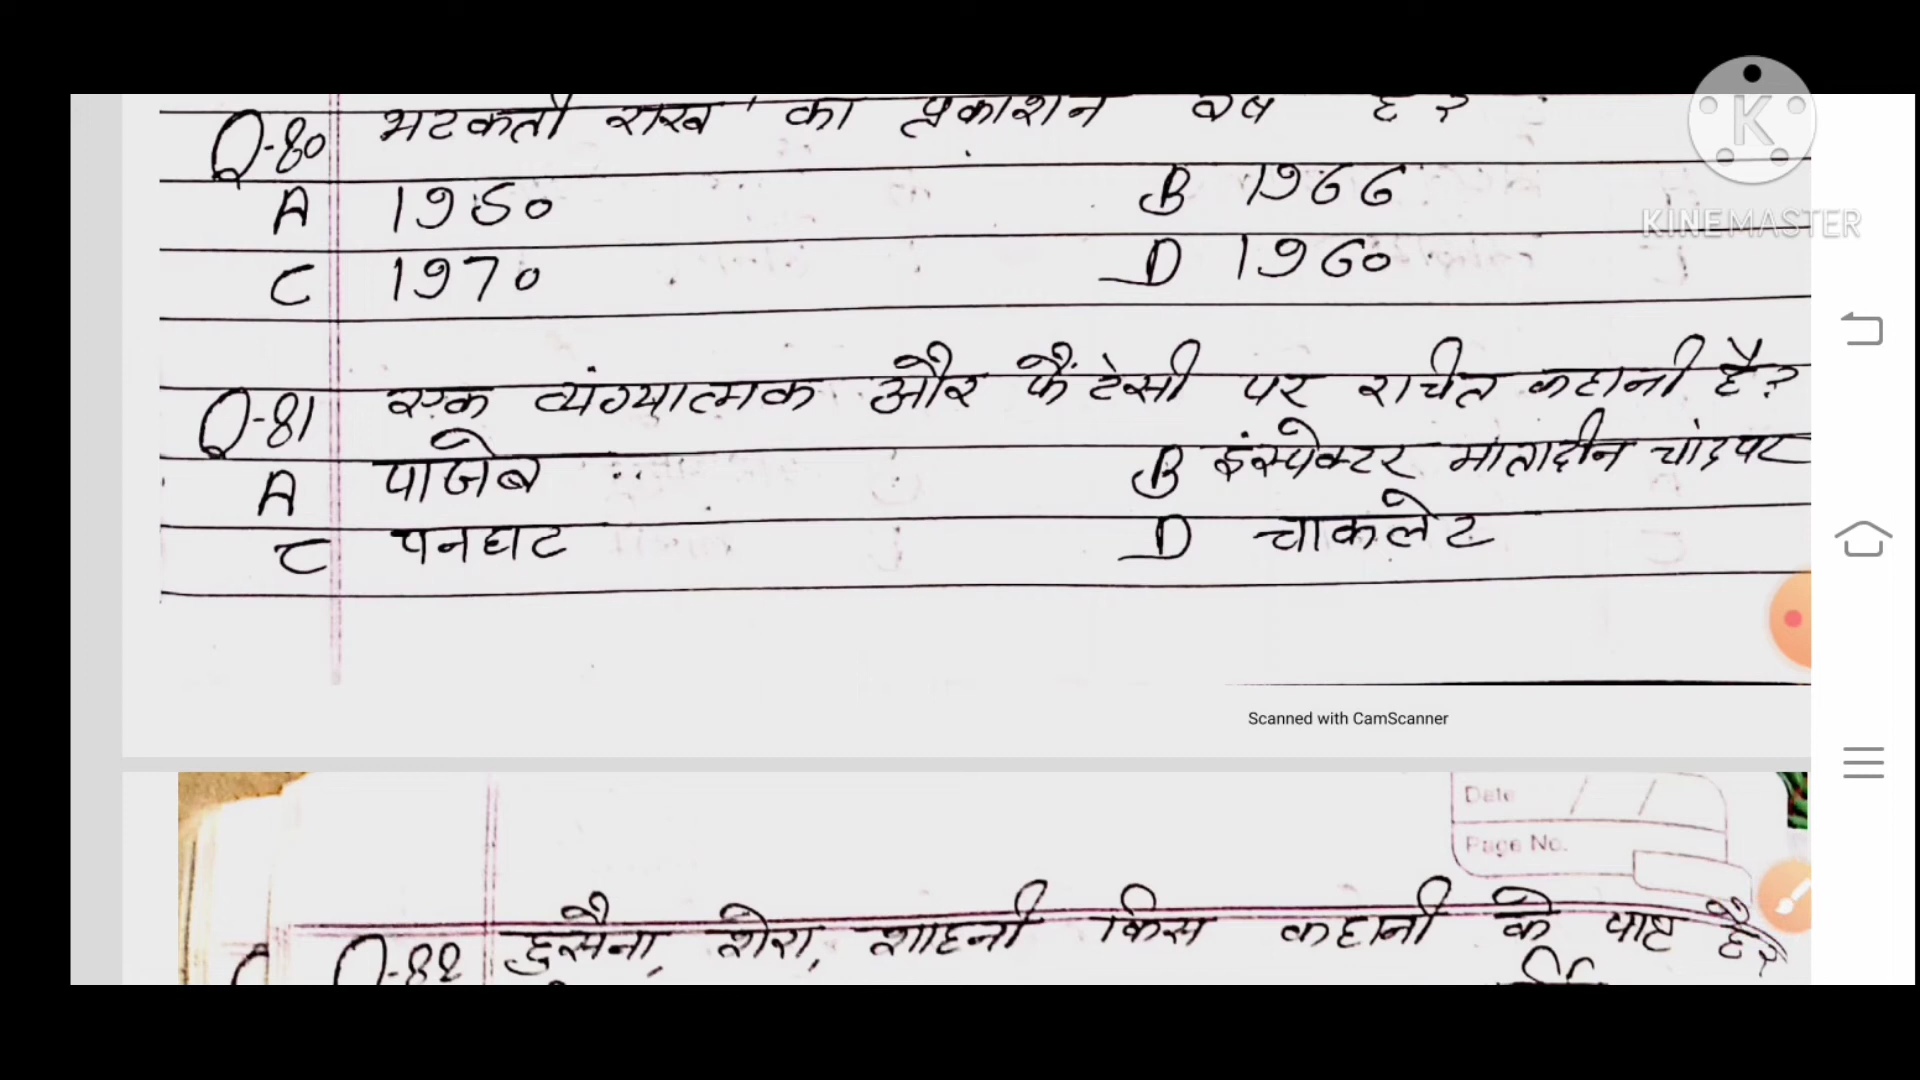 Q-80 भटकती राख' का प्रकाशन वर्ष है ?
A 1950 B 1966
C 1970 D 1960
KINEMASTER
Q-81 एक व्यंग्यात्मक और फैंटेसी पर रचित कहानी है?
A पाजेब B इंस्पेक्टर मातादीन चांद पर
C पनघट D चाकलेट
Scanned with CamScanner
Date / /
Page No.
Q-82 हुसैना, शेरा, शाहनी किस कहानी के पात्र है?